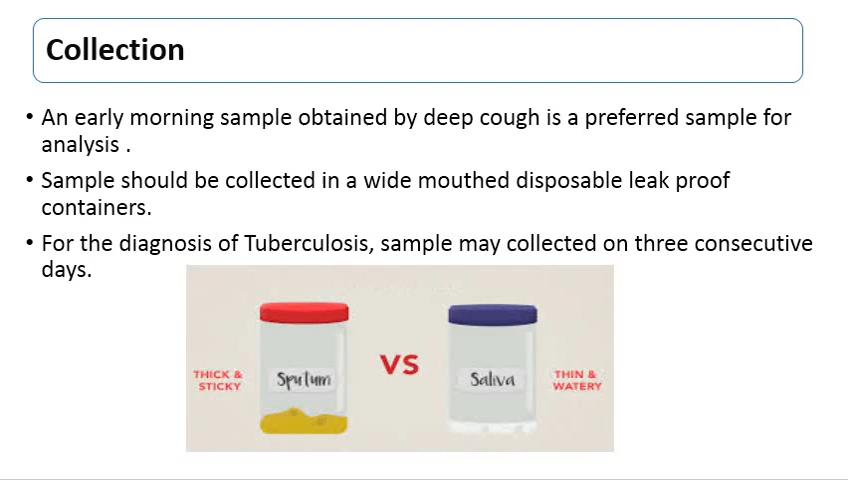 Collection
• An early morning sample obtained by deep cough is a preferred sample for
analysis .
• Sample should be collected in a wide mouthed disposable leak proof
containers.
• For the diagnosis of Tuberculosis, sample may collected on three consecutive
days.
THICK &
STICKY
Sputum
VS
Saliva
THIN &
WATERY